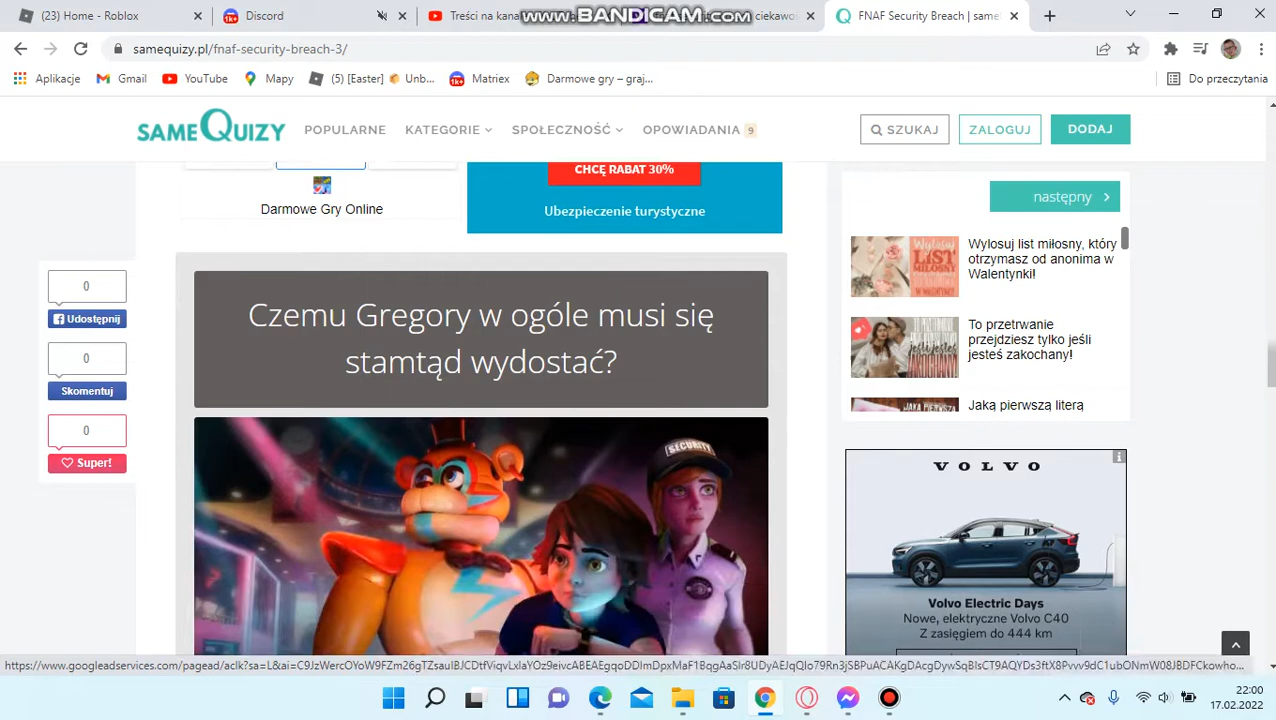 (23) Home - Roblox
Discord
Treści na kana
www.BANDICAM.com
ciekawo
FNAF Security Breach | same
samequizy.pl/fnaf-security-breach-3/
Aplikacje
Gmail
YouTube
Mapy
(5) [Easter]
Unb...
Matriex
Darmowe gry – graj...
Do przeczytania
SAMEQUIZY
POPULARNE
KATEGORIE
SPOŁECZNOŚĆ
OPOWIADANIA 9
SZUKAJ
ZALOGUJ
DODAJ
CHCĘ RABAT 30%
Darmowe Gry Online
Ubezpieczenie turystyczne
następny
Wylosuj list miłosny, który
otrzymasz od anonima w
Walentynki!
To przetrwanie
przejdziesz tylko jeśli
jesteś zakochany!
Jaką pierwszą literą
0
Udostępnij
0
Skomentuj
0
Super!
Czemu Gregory w ogóle musi się
stamtąd wydostać?
SECURITY
VOLVO
Volvo Electric Days
Nowe, elektryczne Volvo C40
Z zasięgiem do 444 km
22:00
17.02.2022